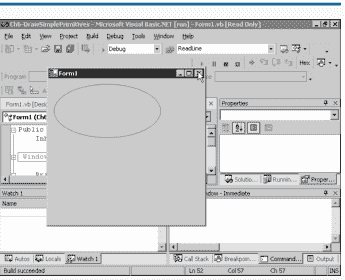 Ch6-DrawSimplePrimitives - Microsoft Visual Basic.NET [run] - Form1.vb [Read Only]
File Edit View Project Build Debug Tools Window Help
Debug ReadLine
Hex
Program
Form1
Form1.vb [Des
Form1 (Ch6
Public
Inh
Window
Properties
Solutio... Runnin... Proper...
Watch 1
Name
dow - Immediate
Autos Locals Watch 1
Call Stack Breakpoin... Command... Output
Build succeeded Ln 52 Col 57 Ch 57 INS